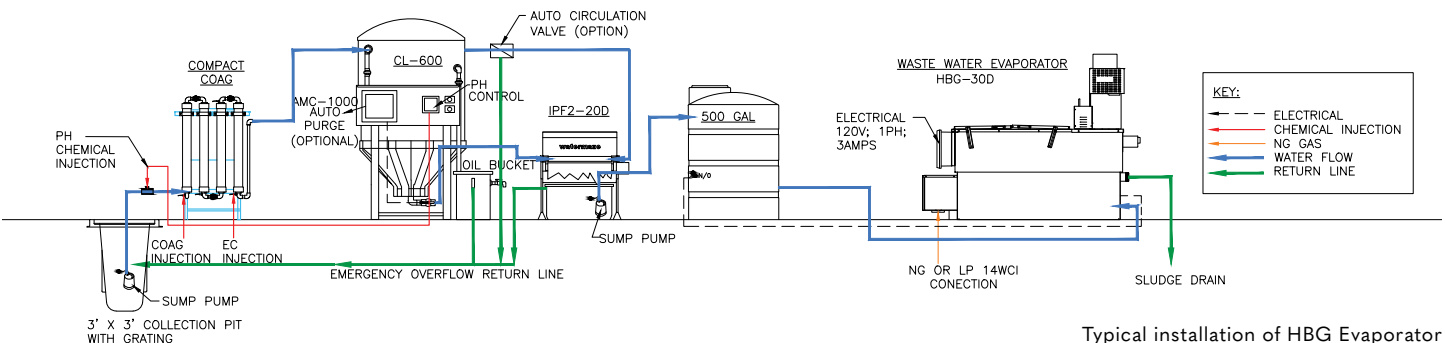 AUTO CIRCULATION
VALVE (OPTION)
COMPACT
COAG
CL-600
AMC-1000
AUTO
PURGE
(OPTIONAL)
PH
CONTROL
PH
CHEMICAL
INJECTION
IPF2-20D
watermaze
OIL BUCKET
500 GAL
N/O
WASTE WATER EVAPORATOR
HBG-30D
ELECTRICAL
120V; 1PH;
3AMPS
KEY:
ELECTRICAL
CHEMICAL INJECTION
NG GAS
WATER FLOW
RETURN LINE
COAG
INJECTION
EC
INJECTION
SUMP PUMP
EMERGENCY OVERFLOW RETURN LINE
SUMP PUMP
3' X 3' COLLECTION PIT
WITH GRATING
NG OR LP 14WCI
CONECTION
SLUDGE DRAIN
Typical installation of HBG Evaporator